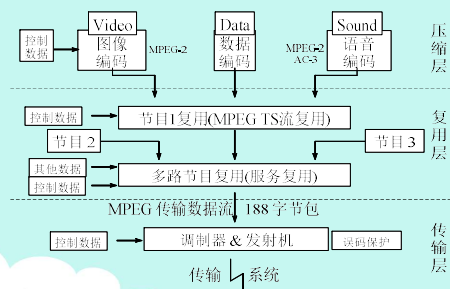 Video
Data
Sound
控制
数据
图像
编码
MPEG-2
数据
编码
MPEG-2
AC-3
语音
编码
压缩层
控制数据
节目1复用(MPEG TS流复用)
节目2
节目3
复用层
其他数据
控制数据
多路节目复用(服务复用)
MPEG 传输数据流 188字节包
控制数据
调制器&发射机
误码保护
传输层
传输 系统